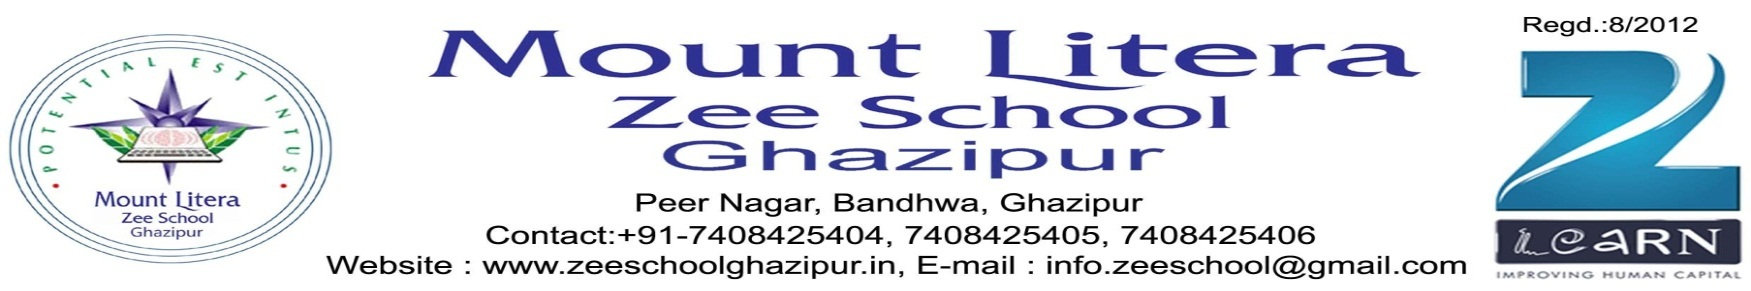 POTENTIAL EST INTUS
Mount Litera
Zee School
Ghazipur
Mount Litera
Zee School
Ghazipur
Peer Nagar, Bandhwa, Ghazipur
Contact:+91-7408425404, 7408425405, 7408425406
Website : www.zeeschoolghazipur.in, E-mail : info.zeeschool@gmail.com
Regd.:8/2012
Z
LEARN
IMPROVING HUMAN CAPITAL